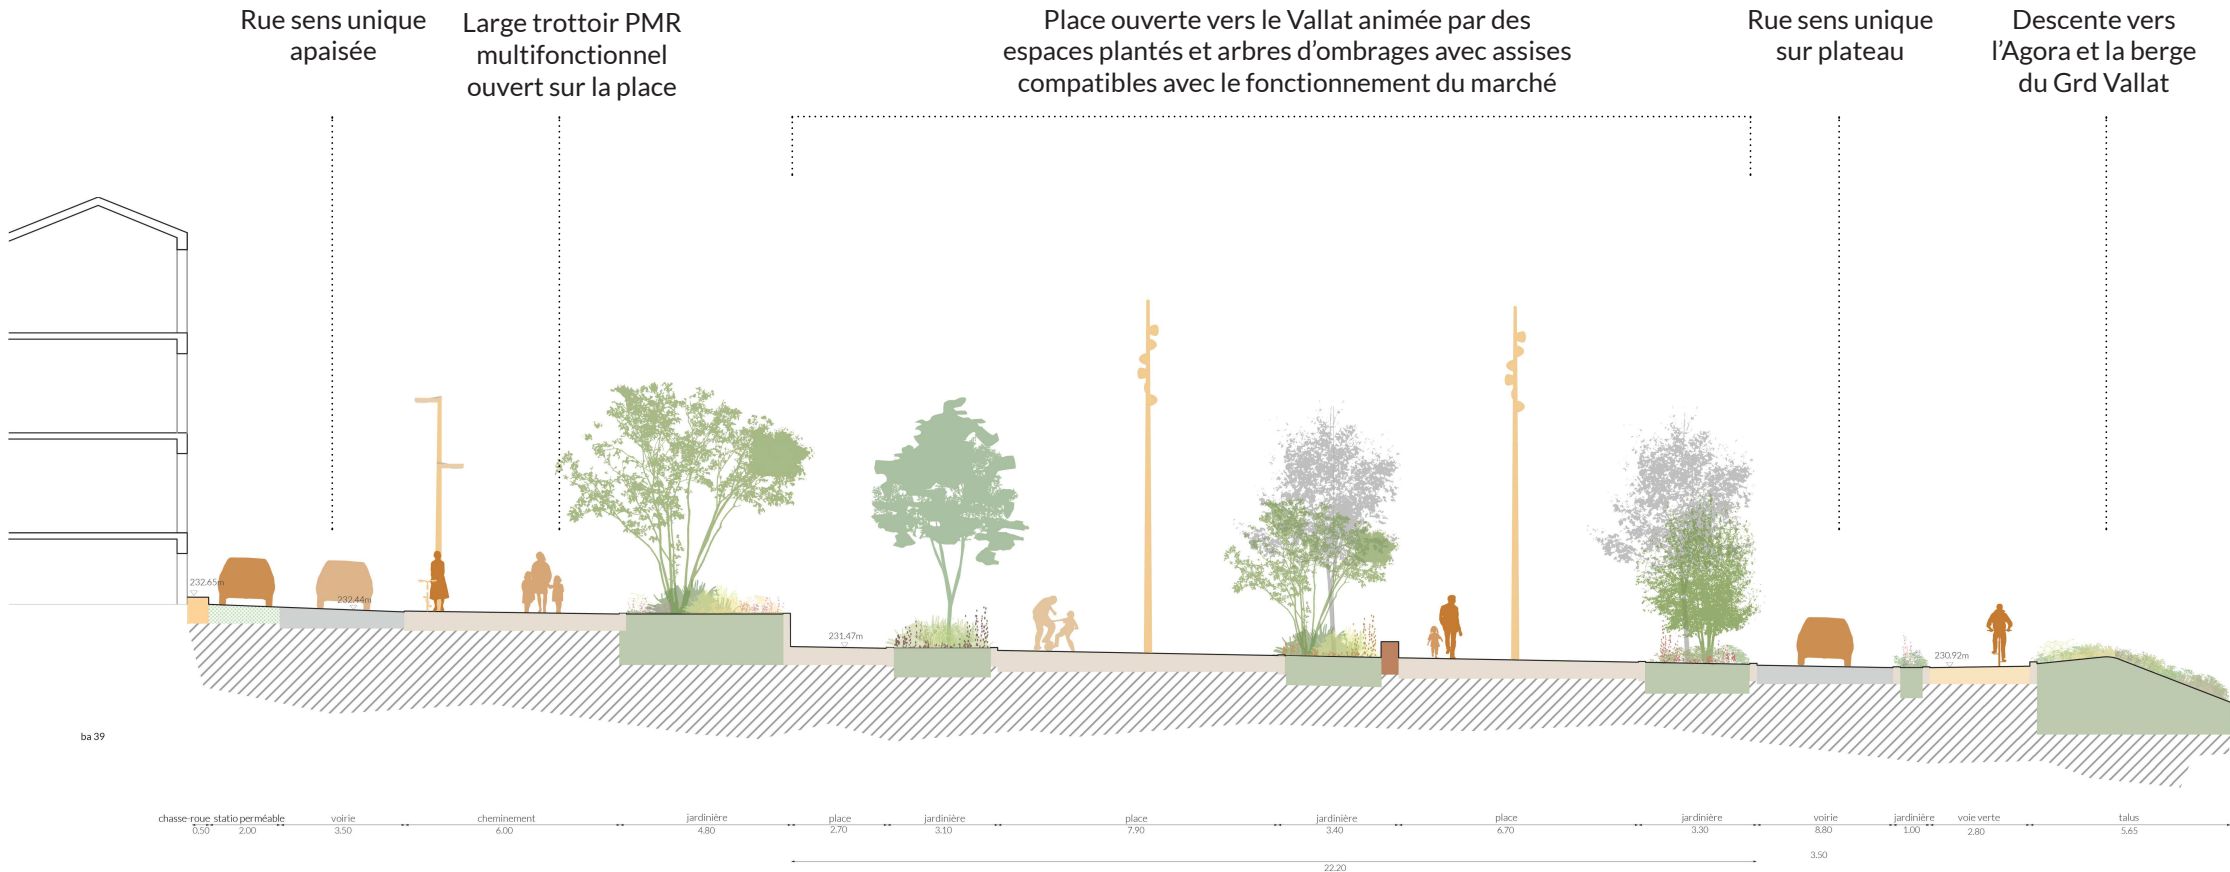 Rue sens unique
apaisée
Large trottoir PMR
multifonctionnel
ouvert sur la place
Place ouverte vers le Vallat animée par des
espaces plantés et arbres d'ombrages avec assises
compatibles avec le fonctionnement du marché
Rue sens unique
sur plateau
Descente vers
l'Agora et la berge
du Grd Vallat
232.65m
232.44m
231.47m
230.92m
ba 39
chasse-roue statio perméable voirie cheminement jardinière place jardinière place jardinière place jardinière voirie jardinière voie verte talus
0.50 2.00 3.50 6.00 4.80 2.70 3.10 7.90 3.40 6.70 3.30 8.80 1.00 2.80 5.65
3.50
22.20